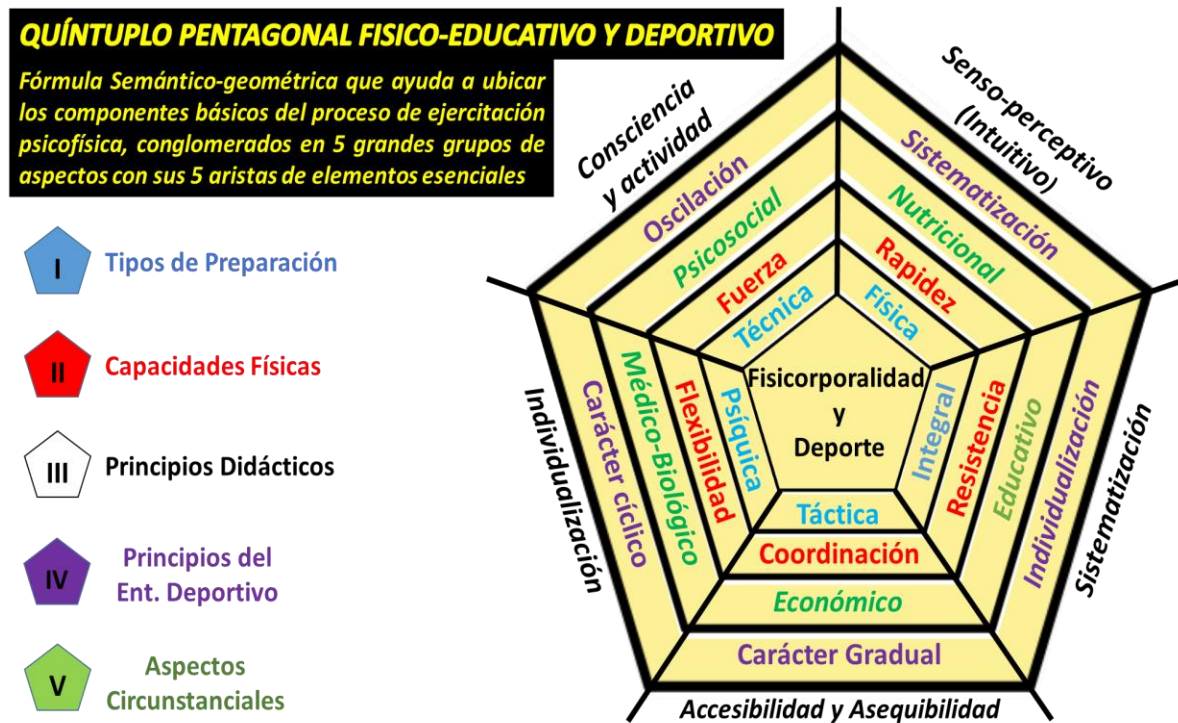 QUÍNTUPLO PENTAGONAL FISICO-EDUCATIVO Y DEPORTIVO
Fórmula Semántico-geométrica que ayuda a ubicar
los componentes básicos del proceso de ejercitación
psicofísica, conglomerados en 5 grandes grupos de
aspectos con sus 5 aristas de elementos esenciales
I
Tipos de Preparación
II
Capacidades Físicas
III
Principios Didácticos
IV
Principios del
Ent. Deportivo
V
Aspectos
Circunstanciales
Consciencia
y actividad
Senso-perceptivo
(Intuitivo)
Oscilación
Sistematización
Psicosocial
Nutricional
Fuerza
Rapidez
Técnica
Física
Fisicorporalidad
y
Deporte
Individualización
Carácter cíclico
Médico-Biológico
Flexibilidad
Psíquica
Integral
Resistencia
Educativo
Individualización
Sistematización
Táctica
Coordinación
Económico
Carácter Gradual
Accesibilidad y Asequibilidad